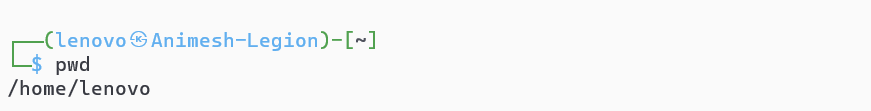 ┌──(lenovo㉿Animesh-Legion)-[~]
└─$ pwd
/home/lenovo